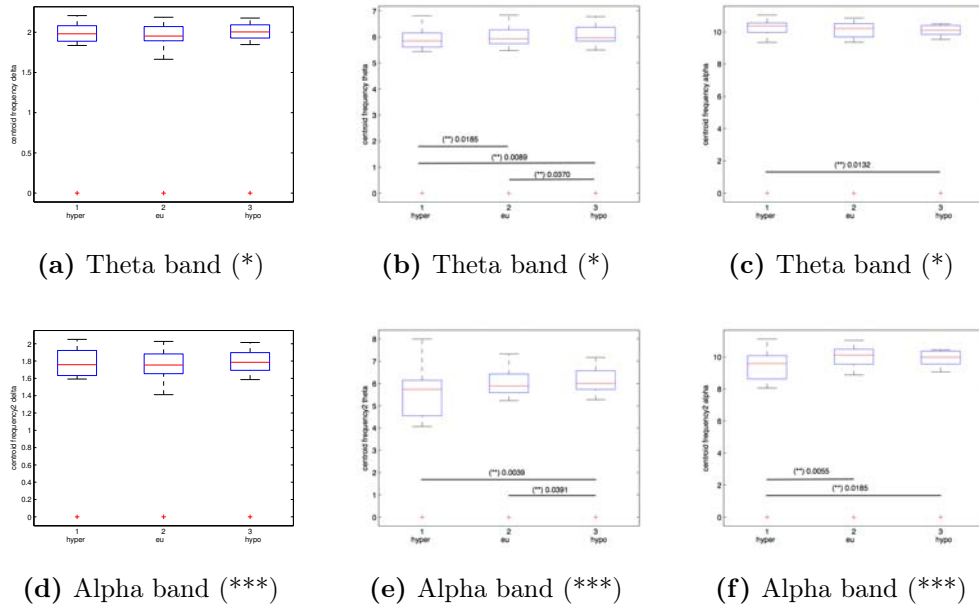 2
1.5
1
0.5
0
centroid frequency delta
1 2 3
hyper eu hypo
7
6
5
4
3
2
1
0
centroid frequency theta
(**) 0.0185
(**) 0.0089
(**) 0.0370
1 2 3
hyper eu hypo
10
8
6
4
2
0
centroid frequency alpha
(**) 0.0132
1 2 3
hyper eu hypo
(a) Theta band (*)
(b) Theta band (*)
(c) Theta band (*)
2
1.8
1.6
1.4
1.2
1
0.8
0.6
0.4
0.2
0
centroid frequency2 delta
1 2 3
hyper eu hypo
8
7
6
5
4
3
2
1
0
centroid frequency2 theta
(**) 0.0039
(**) 0.0391
1 2 3
hyper eu hypo
10
8
6
4
2
0
centroid frequency2 alpha
(**) 0.0055
(**) 0.0185
1 2 3
hyper eu hypo
(d) Alpha band (***)
(e) Alpha band (***)
(f) Alpha band (***)